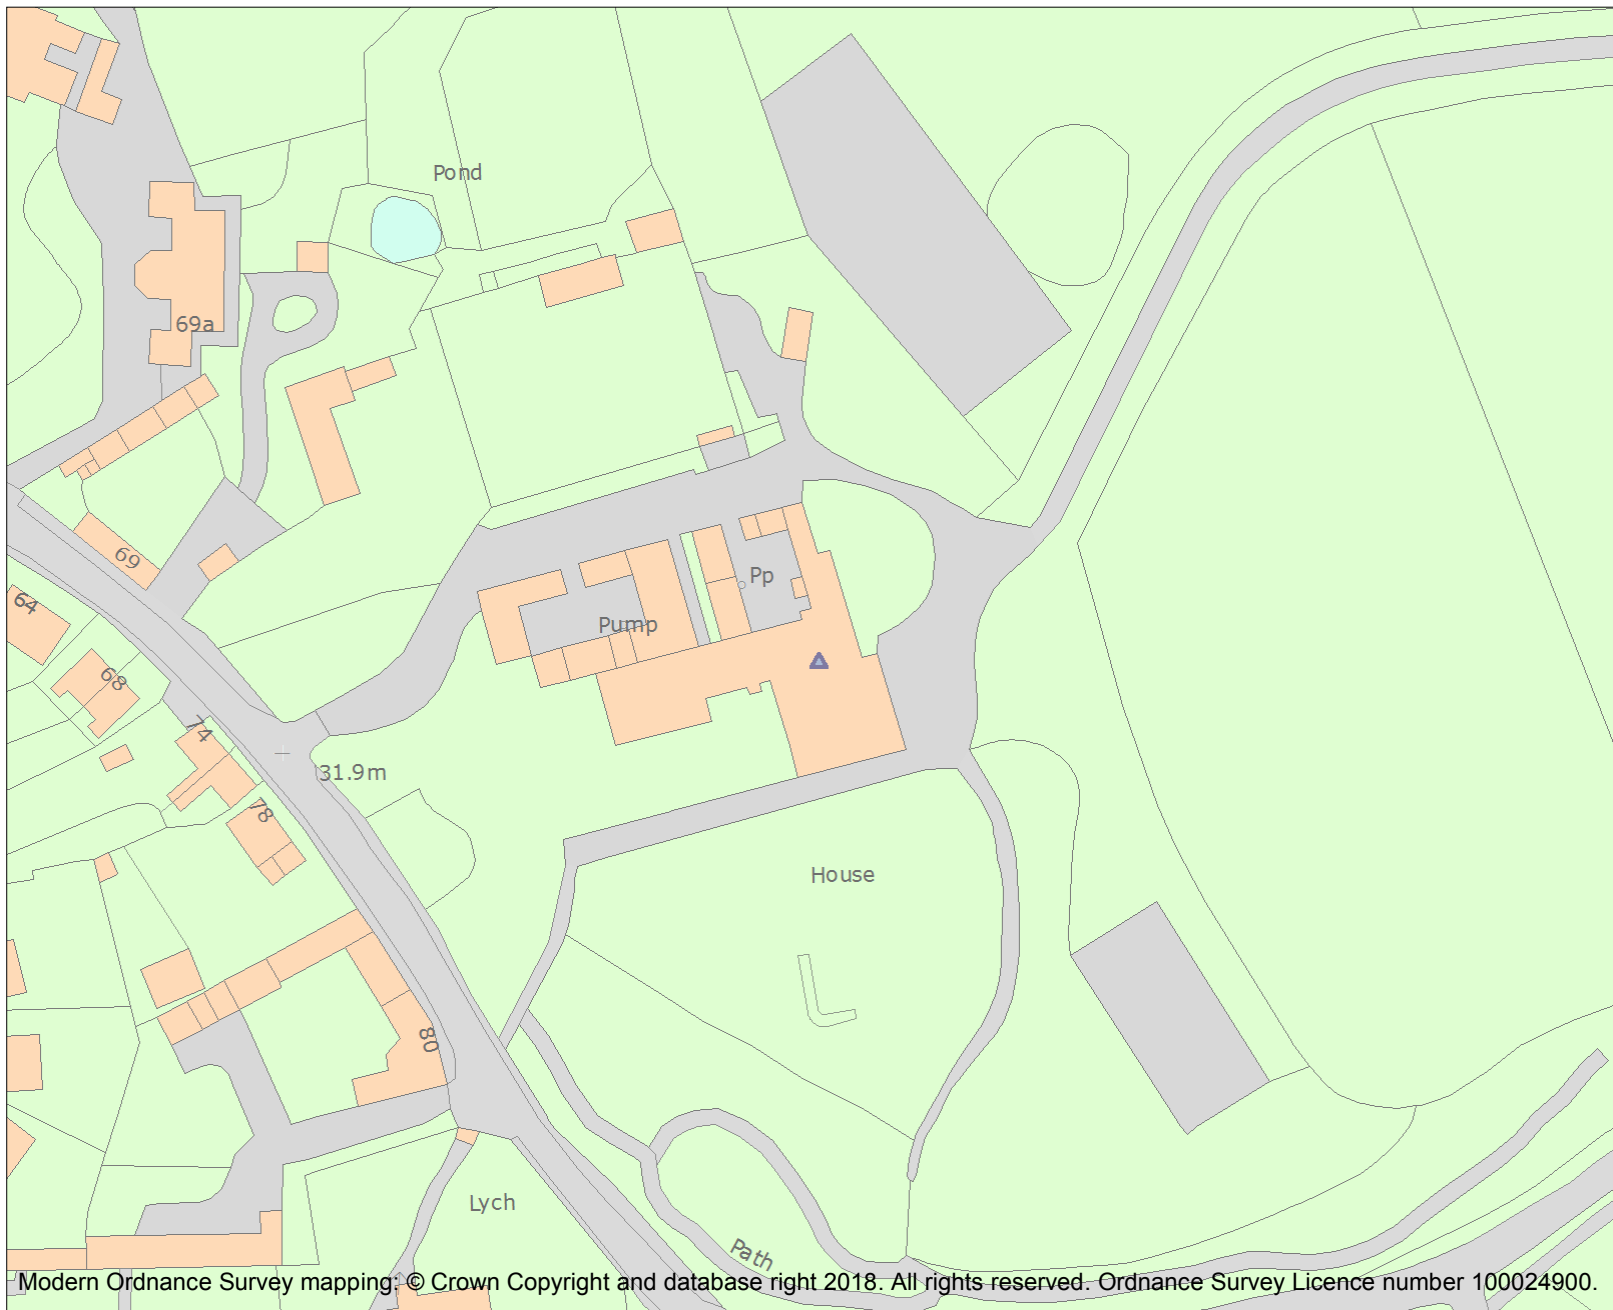 Pond
69a
69
Pp
64
Pump
68
74
31.9m
78
House
80
Lych
Path
Modern Ordnance Survey mapping: © Crown Copyright and database right 2018. All rights reserved. Ordnance Survey Licence number 100024900.